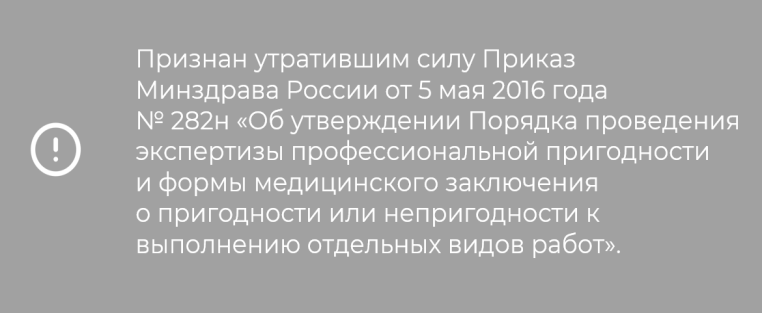 Признан утратившим силу Приказ
Минздрава России от 5 мая 2016 года
№ 282н «Об утверждении Порядка проведения
экспертизы профессиональной пригодности
и формы медицинского заключения
о пригодности или непригодности к
выполнению отдельных видов работ».